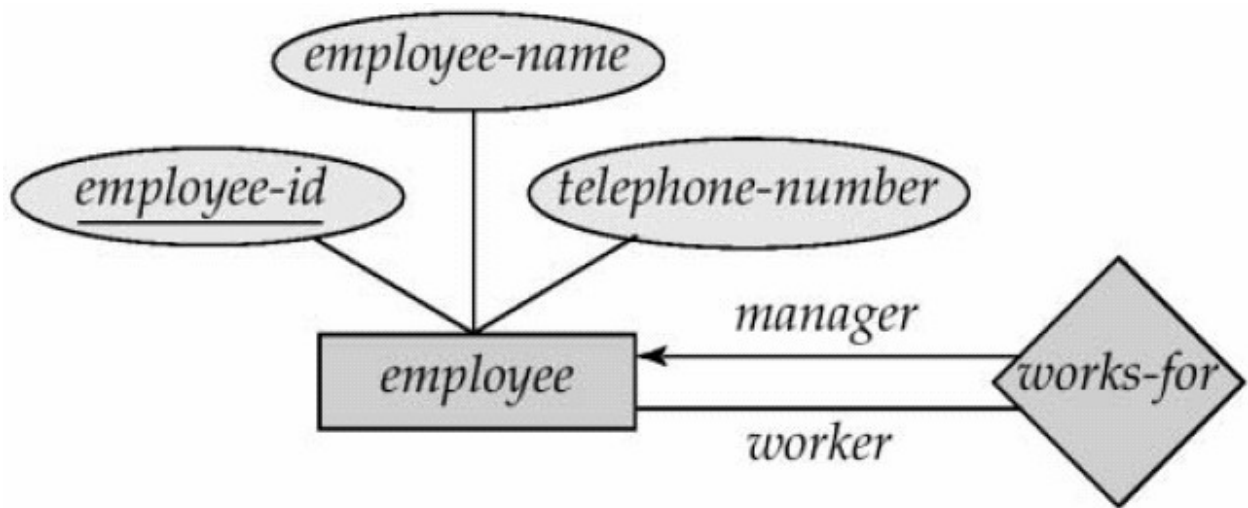 employee-name
employee-id
telephone-number
manager
employee
works-for
worker